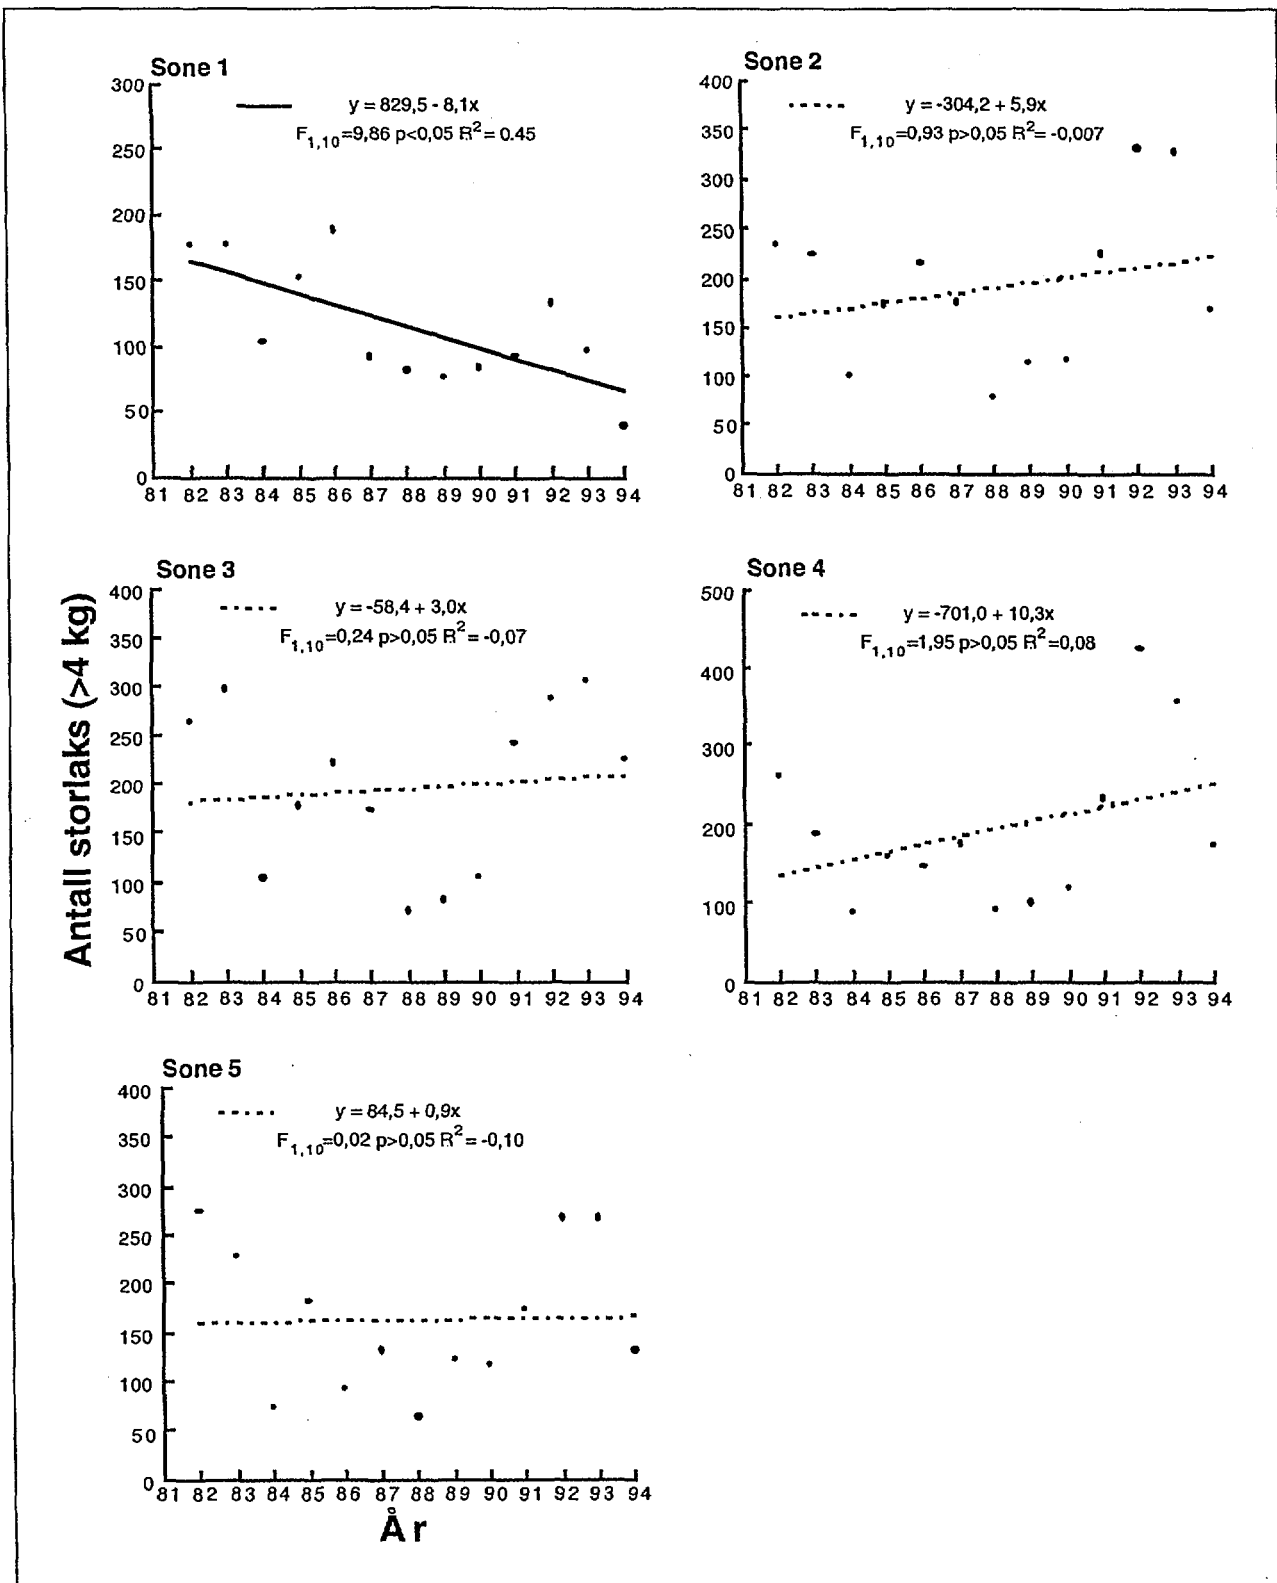 Sone 1
300
250
200
150
100
50
0
y = 829,5 - 8,1x
F1,10=9,86 p<0,05 R2= 0.45
81 82 83 84 85 86 87 88 89 90 91 92 93 94
Sone 2
400
350
300
250
200
150
100
50
0
y = -304,2 + 5,9x
F1,10=0,93 p>0,05 R2= -0,007
81 82 83 84 85 86 87 88 89 90 91 92 93 94
Antall storlaks (>4 kg)
Sone 3
400
350
300
250
200
150
100
50
0
y = -58,4 + 3,0x
F1,10=0,24 p>0,05 R2= -0,07
81 82 83 84 85 86 87 88 89 90 91 92 93 94
Sone 4
500
400
300
200
100
0
y = -701,0 + 10,3x
F1,10=1,95 p>0,05 R2=0,08
81 82 83 84 85 86 87 88 89 90 91 92 93 94
Sone 5
400
350
300
250
200
150
100
50
0
y = 84,5 + 0,9x
F1,10=0,02 p>0,05 R2= -0,10
81 82 83 84 85 86 87 88 89 90 91 92 93 94
År